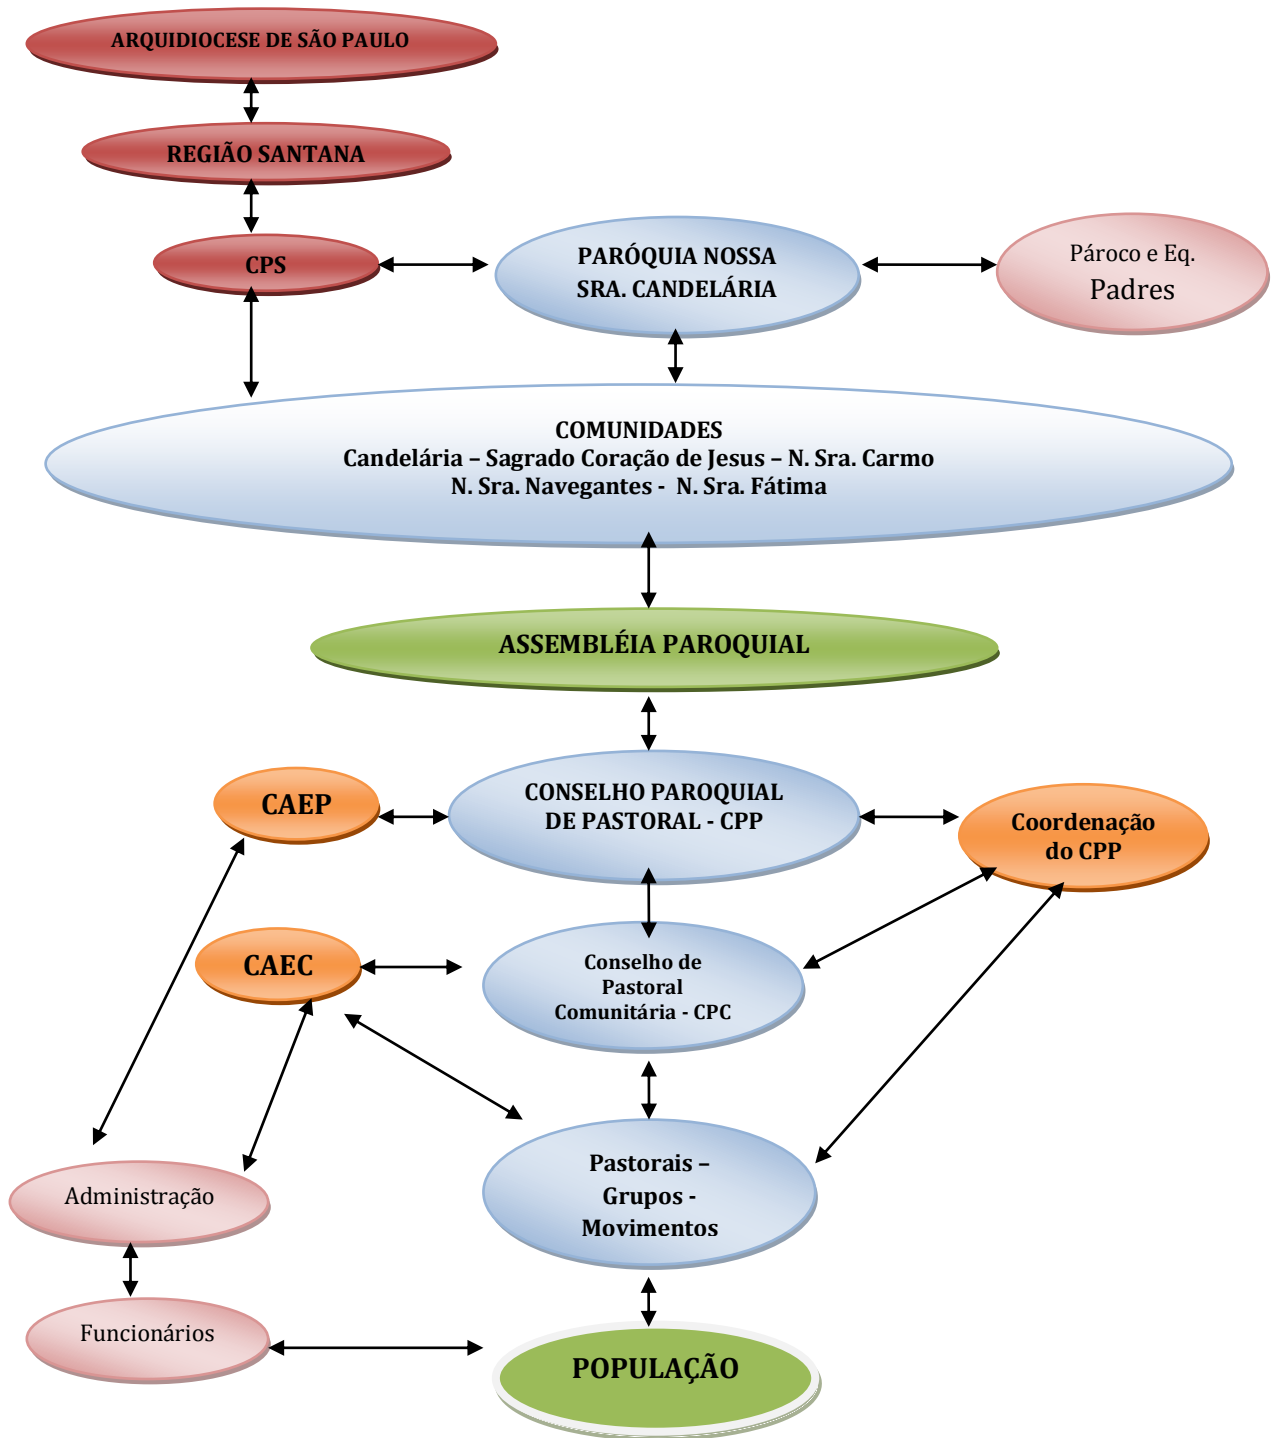 ARQUIDIOCESE DE SÃO PAULO
REGIÃO SANTANA
CPS
PARÓQUIA NOSSA
SRA. CANDELÁRIA
Pároco e Eq.
Padres
COMUNIDADES
Candelária – Sagrado Coração de Jesus – N. Sra. Carmo
N. Sra. Navegantes - N. Sra. Fátima
ASSEMBLÉIA PAROQUIAL
CAEP
CONSELHO PAROQUIAL
DE PASTORAL - CPP
Coordenação
do CPP
CAEC
Conselho de
Pastoral
Comunitária - CPC
Pastorais –
Grupos -
Movimentos
Administração
Funcionários
POPULAÇÃO